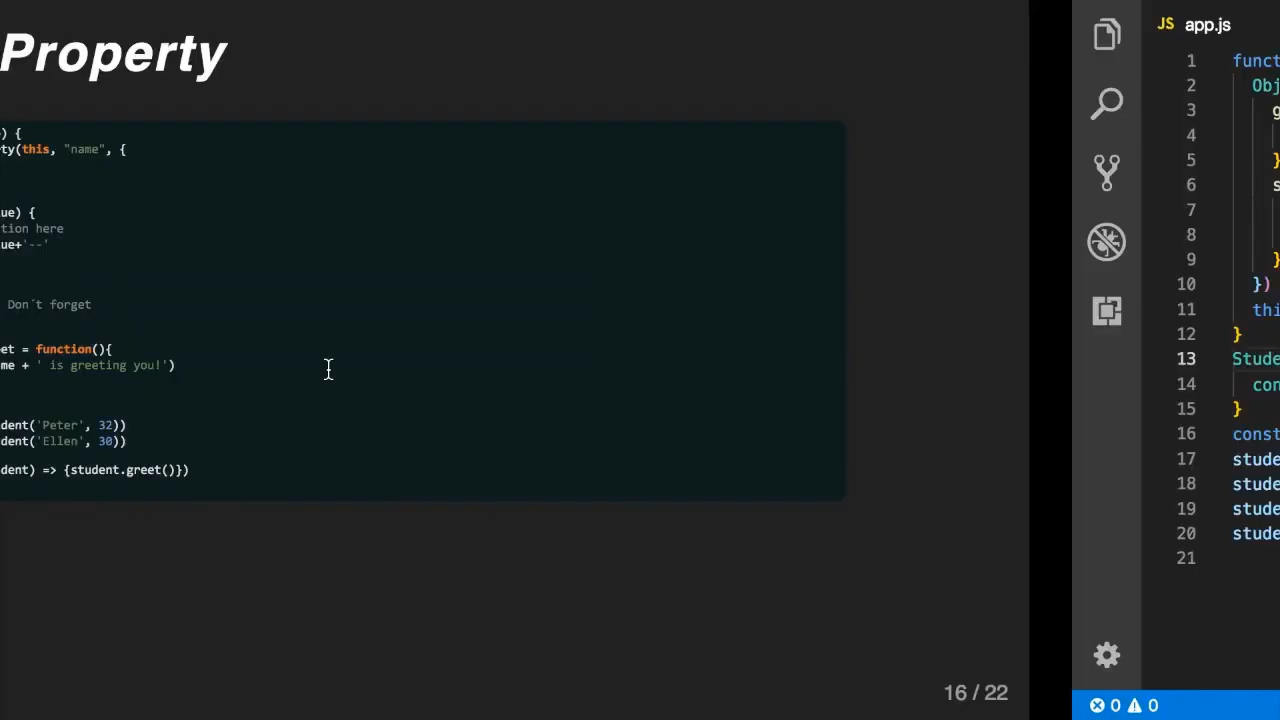 Property
) {
ty(this, "name", {
ue) {
tion here
ue+'--'
Don´t forget
et = function(){
me + ' is greeting you!')
dent('Peter', 32))
dent('Ellen', 30))
dent) => {student.greet()})
16 / 22
JS app.js
1 funct
2 Obj
3 g
4
5 }
6 s
7
8
9 }
10 })
11 thi
12 }
13 Stude
14 con
15 }
16 const
17 stude
18 stude
19 stude
20 stude
21
0 0